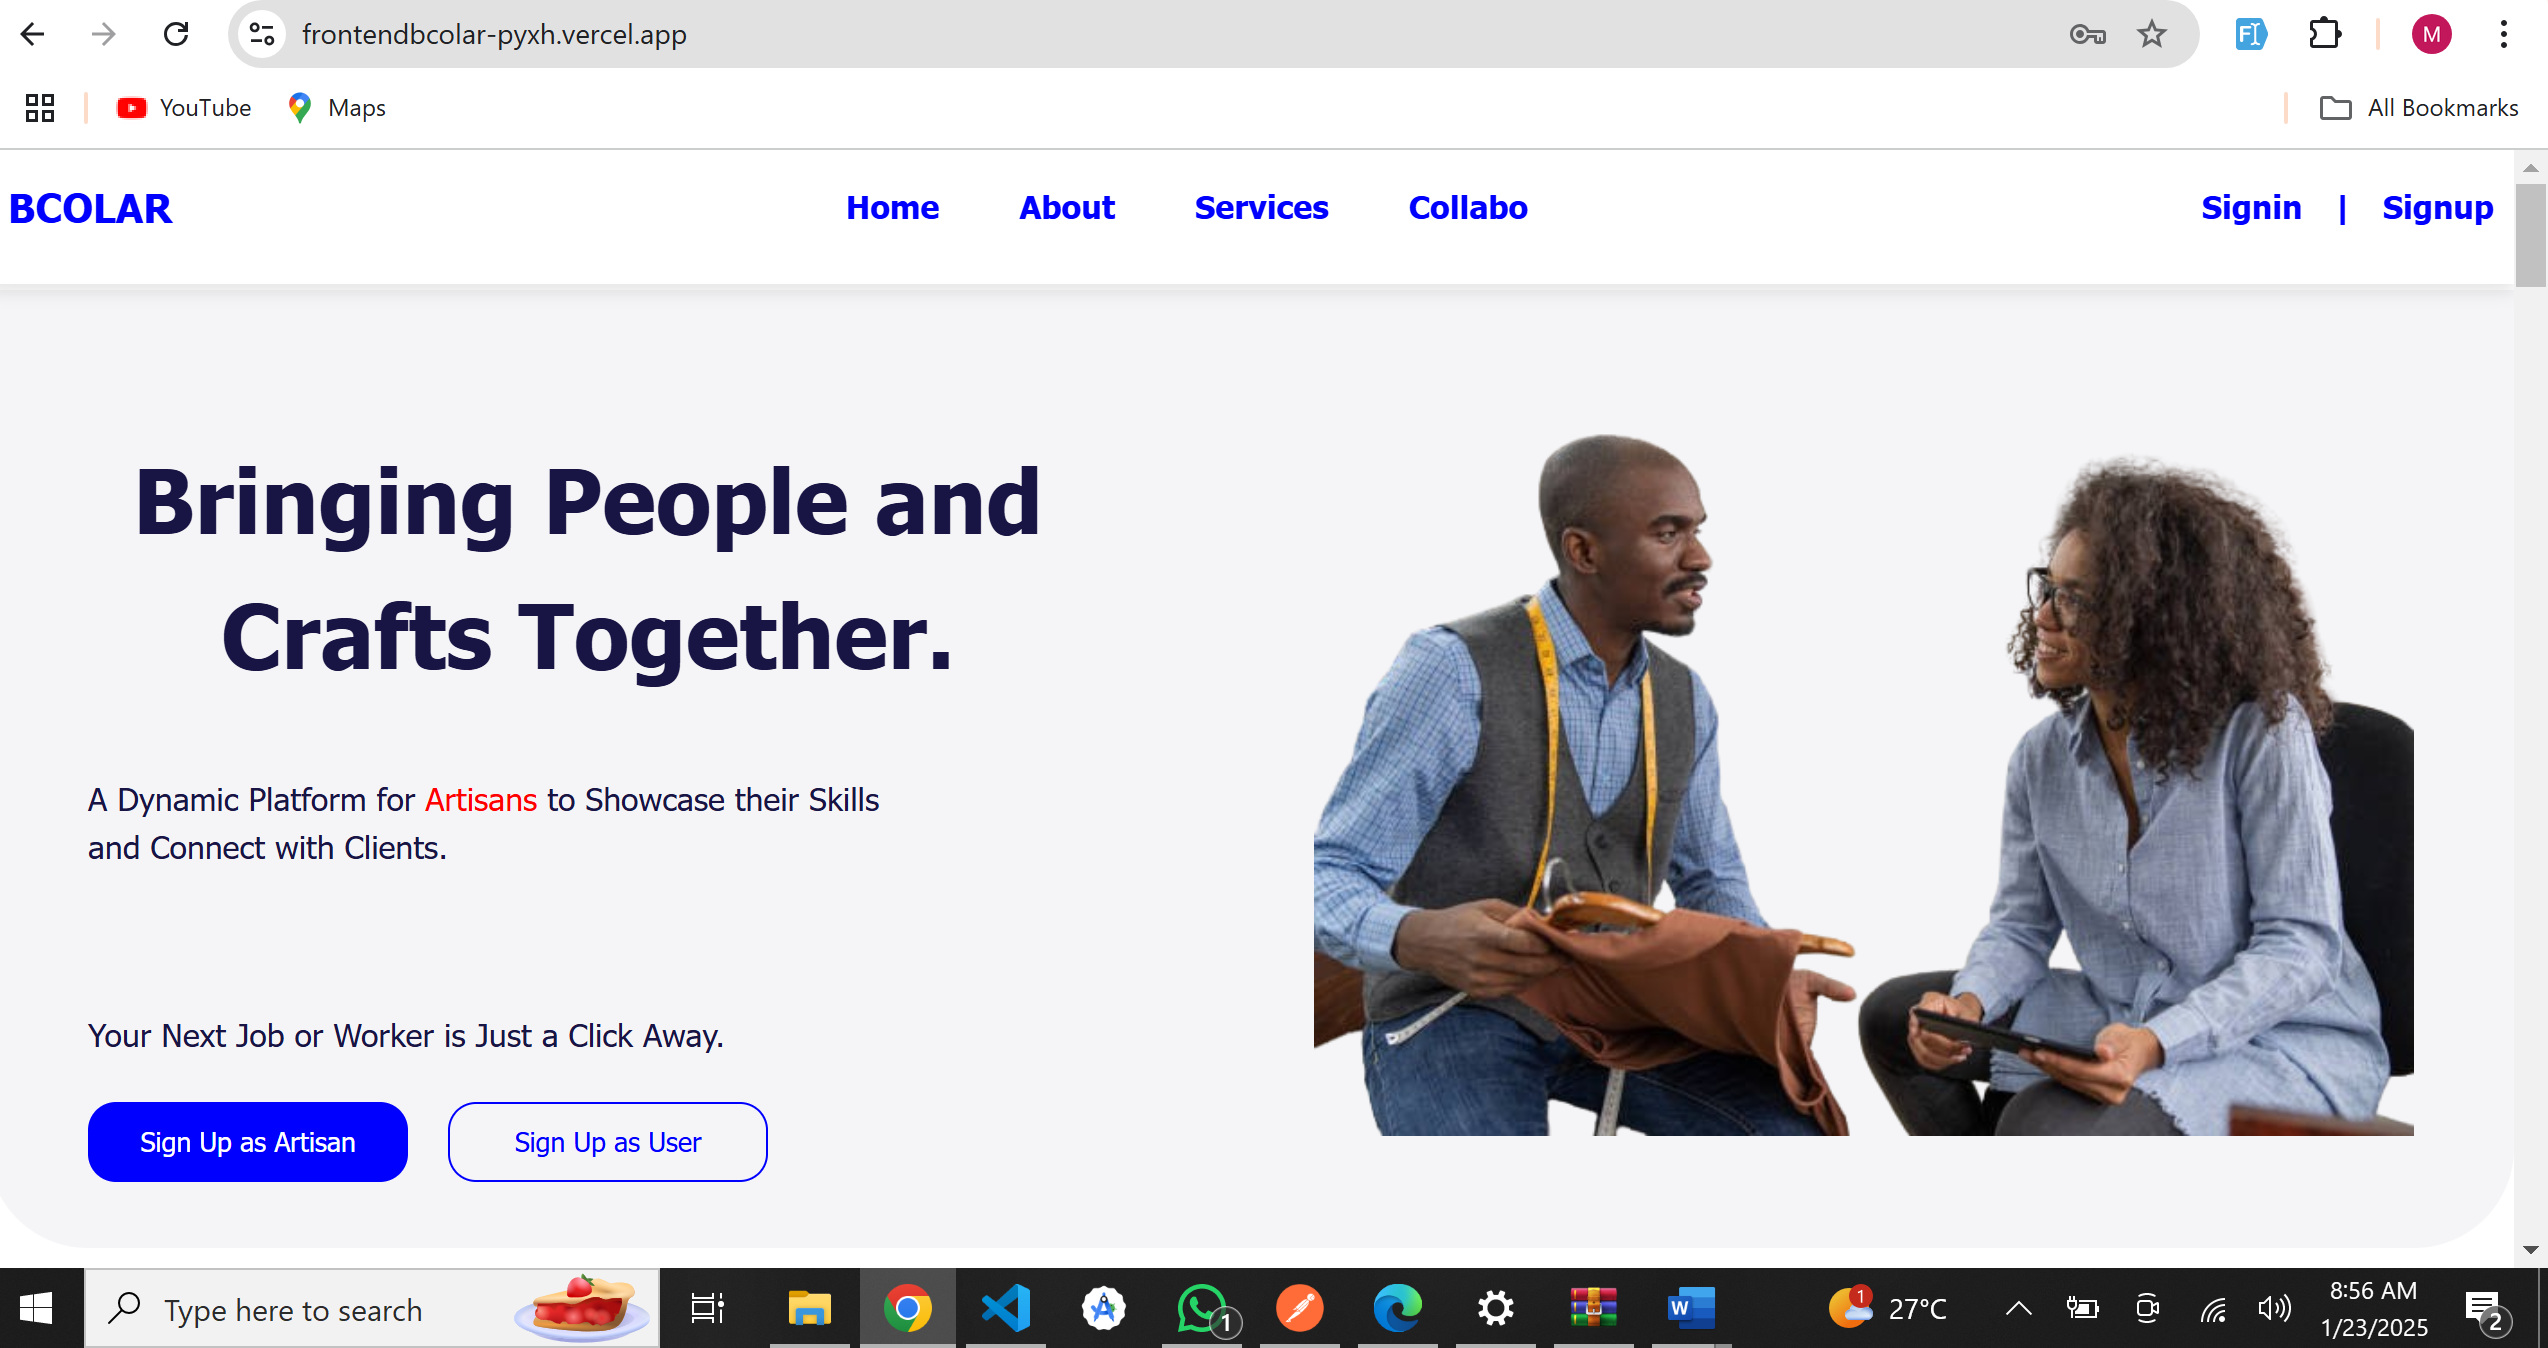 frontendbcolar-pyxh.vercel.app
M
YouTube
Maps
All Bookmarks
BCOLAR
Home
About
Services
Collabo
Signin | Signup
Bringing People and
Crafts Together.
A Dynamic Platform for Artisans to Showcase their Skills
and Connect with Clients.
Your Next Job or Worker is Just a Click Away.
Sign Up as Artisan
Sign Up as User
Type here to search
1
W
1
27°C
8:56 AM
1/23/2025
2